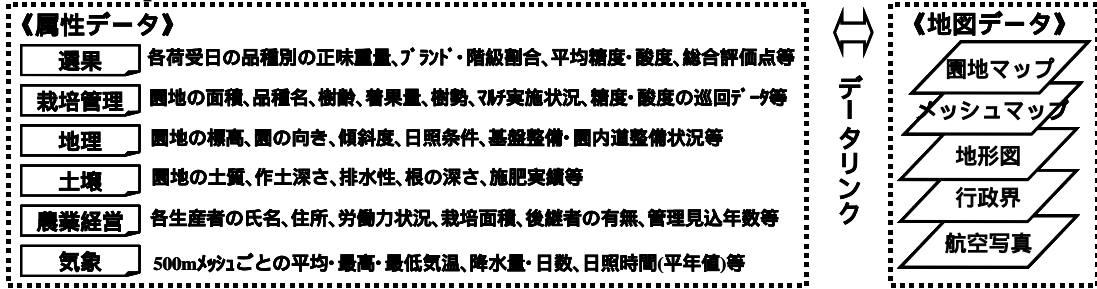 《属性データ》
選果 各荷受日の品種別の正味重量、ﾌﾞﾗﾝﾄﾞ・階級割合、平均糖度・酸度、総合評価点等
栽培管理 園地の面積、品種名、樹齢、着果量、樹勢、ﾏﾙﾁ実施状況、糖度・酸度の巡回ﾃﾞｰﾀ等
地理 園地の標高、園の向き、傾斜度、日照条件、基盤整備・園内道整備状況等
土壌 園地の土質、作土深さ、排水性、根の深さ、施肥実績等
農業経営 各生産者の氏名、住所、労働力状況、栽培面積、後継者の有無、管理見込年数等
気象 500mﾒｯｼｭごとの平均・最高・最低気温、降水量・日数、日照時間(平年値)等
データリンク
《地図データ》
園地マップ
メッシュマップ
地形図
行政界
航空写真